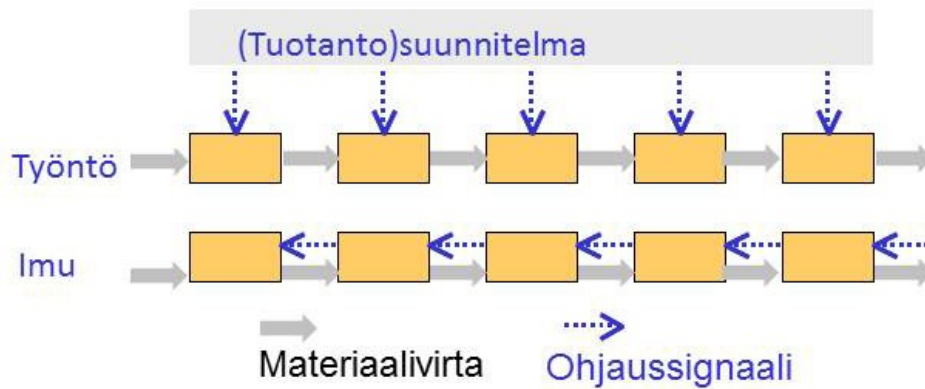 (Tuotanto)suunnitelma
Työntö
Imu
Materiaalivirta
Ohjaussignaali